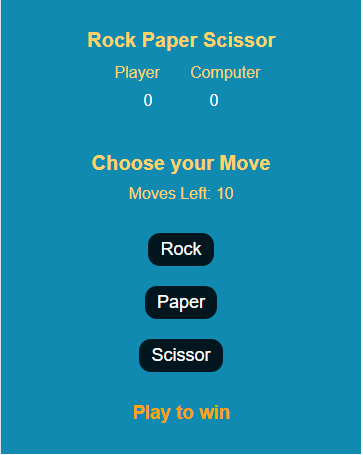 Rock Paper Scissor
Player Computer
0 0
Choose your Move
Moves Left: 10
Rock
Paper
Scissor
Play to win